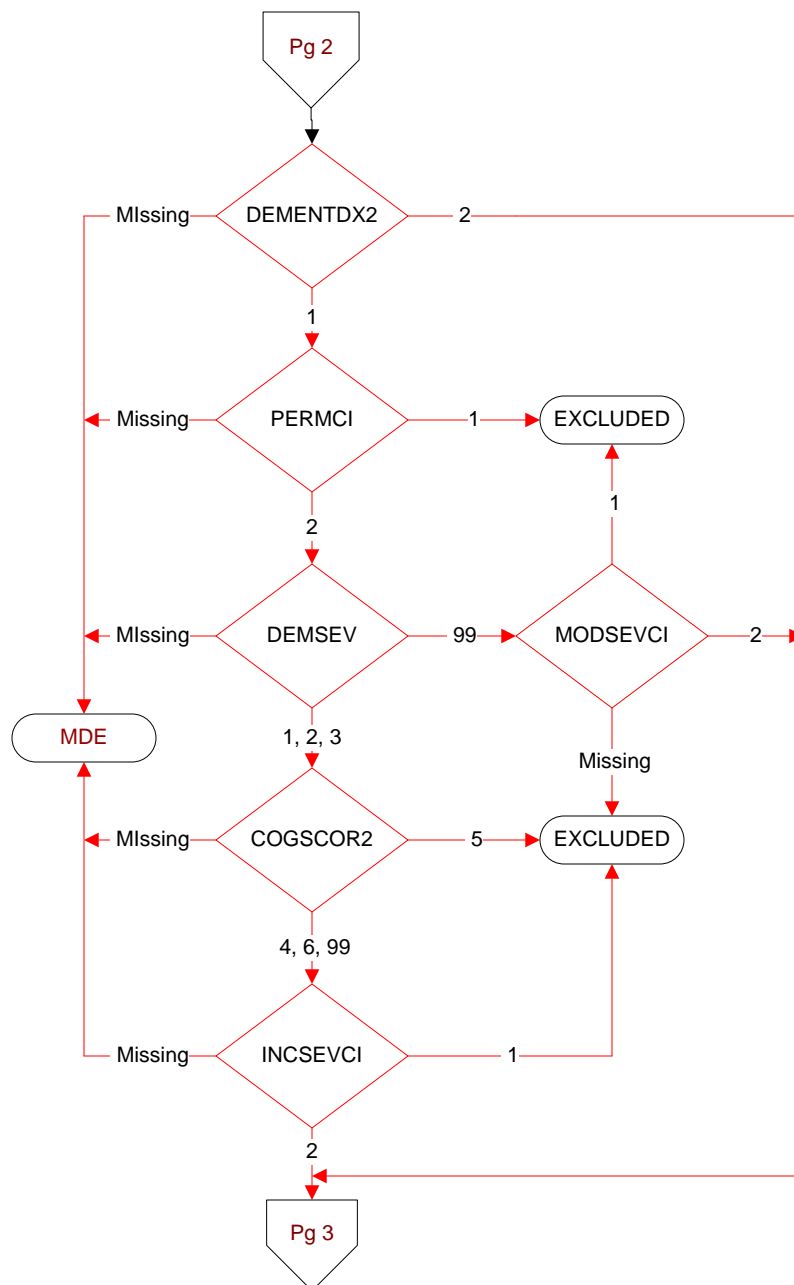 Pg 2
MIssing
DEMENTDX2
2
1
Missing
PERMCI
1
EXCLUDED
2
1
MIssing
DEMSEV
99
MODSEVCI
2
MDE
1, 2, 3
Missing
MIssing
COGSCOR2
5
EXCLUDED
4, 6, 99
Missing
INCSEVCI
1
2
Pg 3